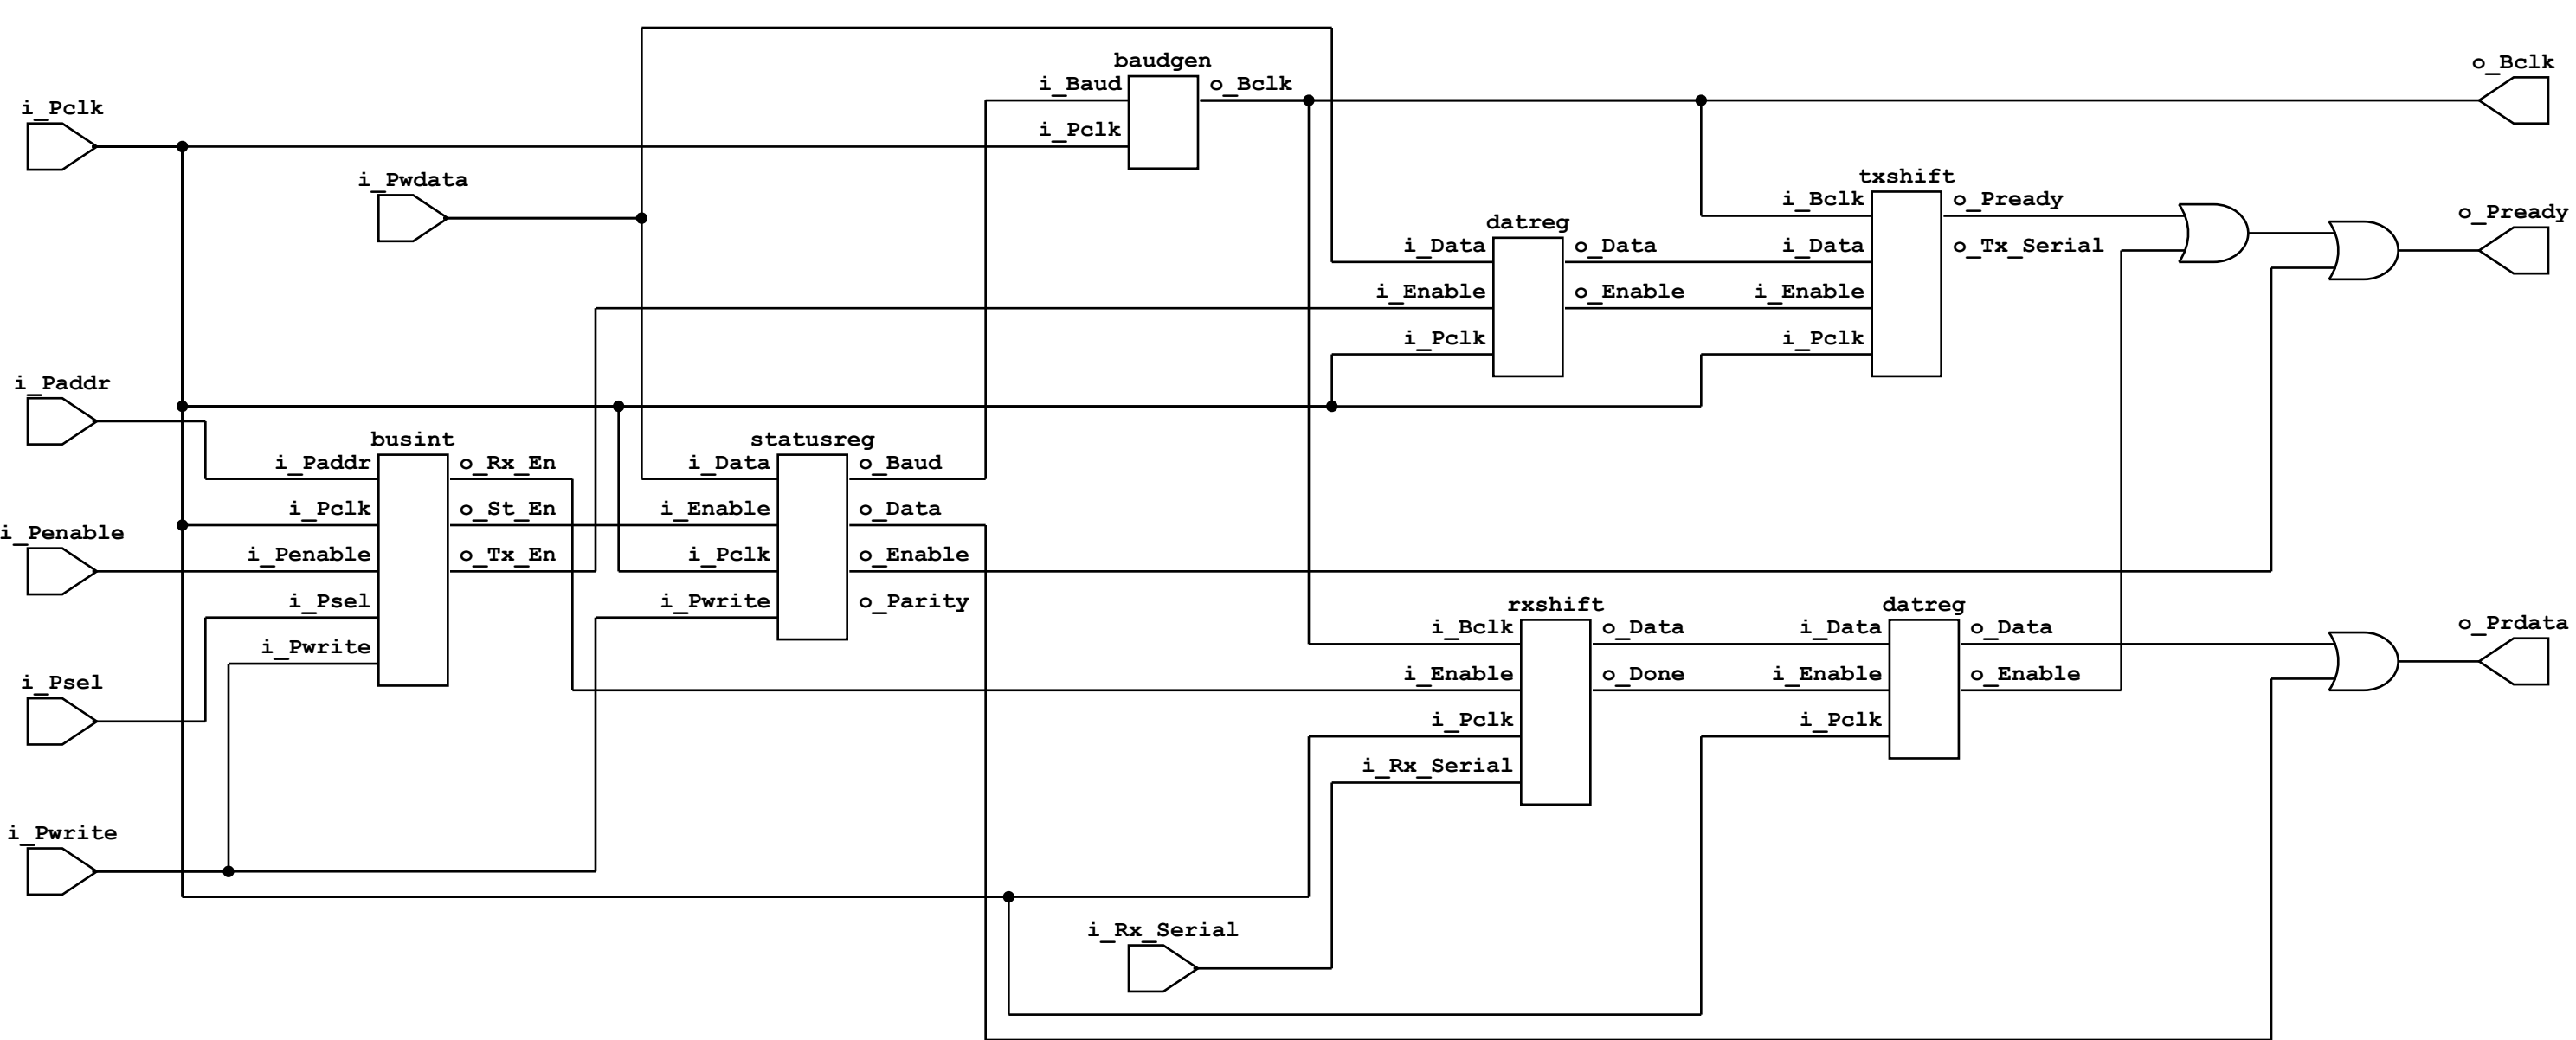 baudgen
i_Baud
o_Bclk
i_Pclk
o_Bclk
i_Pclk
i_Pwdata
txshift
i_Bclk
o_Pready
i_Data
o_Tx_Serial
i_Enable
i_Pclk
datreg
i_Data
o_Data
i_Enable
o_Enable
i_Pclk
o_Pready
i_Paddr
busint
i_Paddr
o_Rx_En
i_Pclk
o_St_En
i_Penable
o_Tx_En
i_Psel
i_Pwrite
statusreg
i_Data
o_Baud
i_Enable
o_Data
i_Pclk
o_Enable
i_Pwrite
o_Parity
i_Penable
rxshift
i_Bclk
o_Data
i_Enable
o_Done
i_Pclk
i_Rx_Serial
datreg
i_Data
o_Data
i_Enable
o_Enable
i_Pclk
o_Prdata
i_Psel
i_Pwrite
i_Rx_Serial